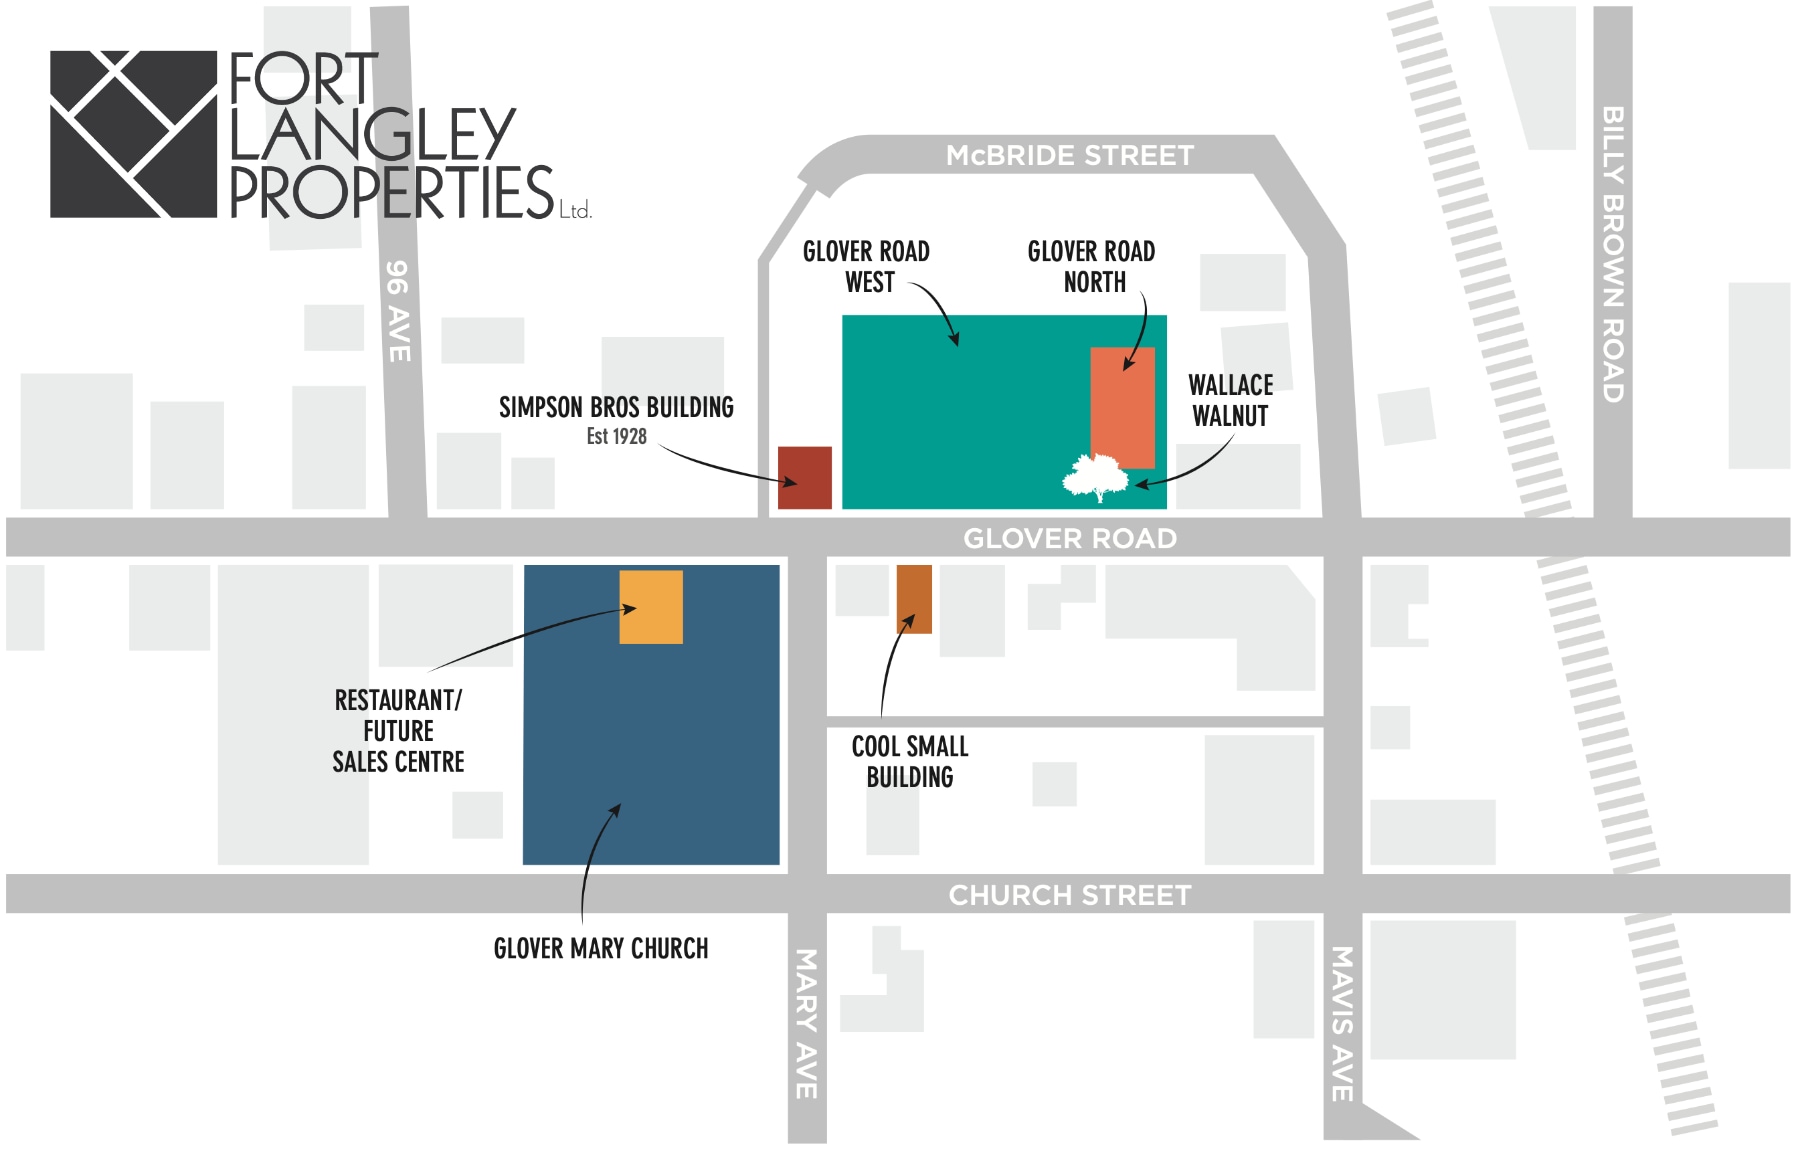 FORT
LANGLEY
PROPERTIES Ltd.
McBRIDE STREET
BILLY BROWN ROAD
96 AVE
GLOVER ROAD
WEST
GLOVER ROAD
NORTH
SIMPSON BROS BUILDING
Est 1928
WALLACE
WALNUT
GLOVER ROAD
RESTAURANT/
FUTURE
SALES CENTRE
COOL SMALL
BUILDING
CHURCH STREET
GLOVER MARY CHURCH
MARY AVE
MAVIS AVE